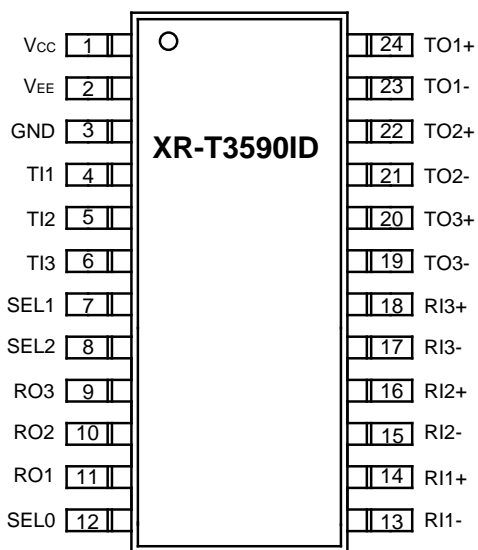 Vcc 1 24 TO1+
VEE 2 23 TO1-
GND 3 22 TO2+
XR-T3590ID
TI1 4 21 TO2-
TI2 5 20 TO3+
TI3 6 19 TO3-
SEL1 7 18 RI3+
SEL2 8 17 RI3-
RO3 9 16 RI2+
RO2 10 15 RI2-
RO1 11 14 RI1+
SEL0 12 13 RI1-